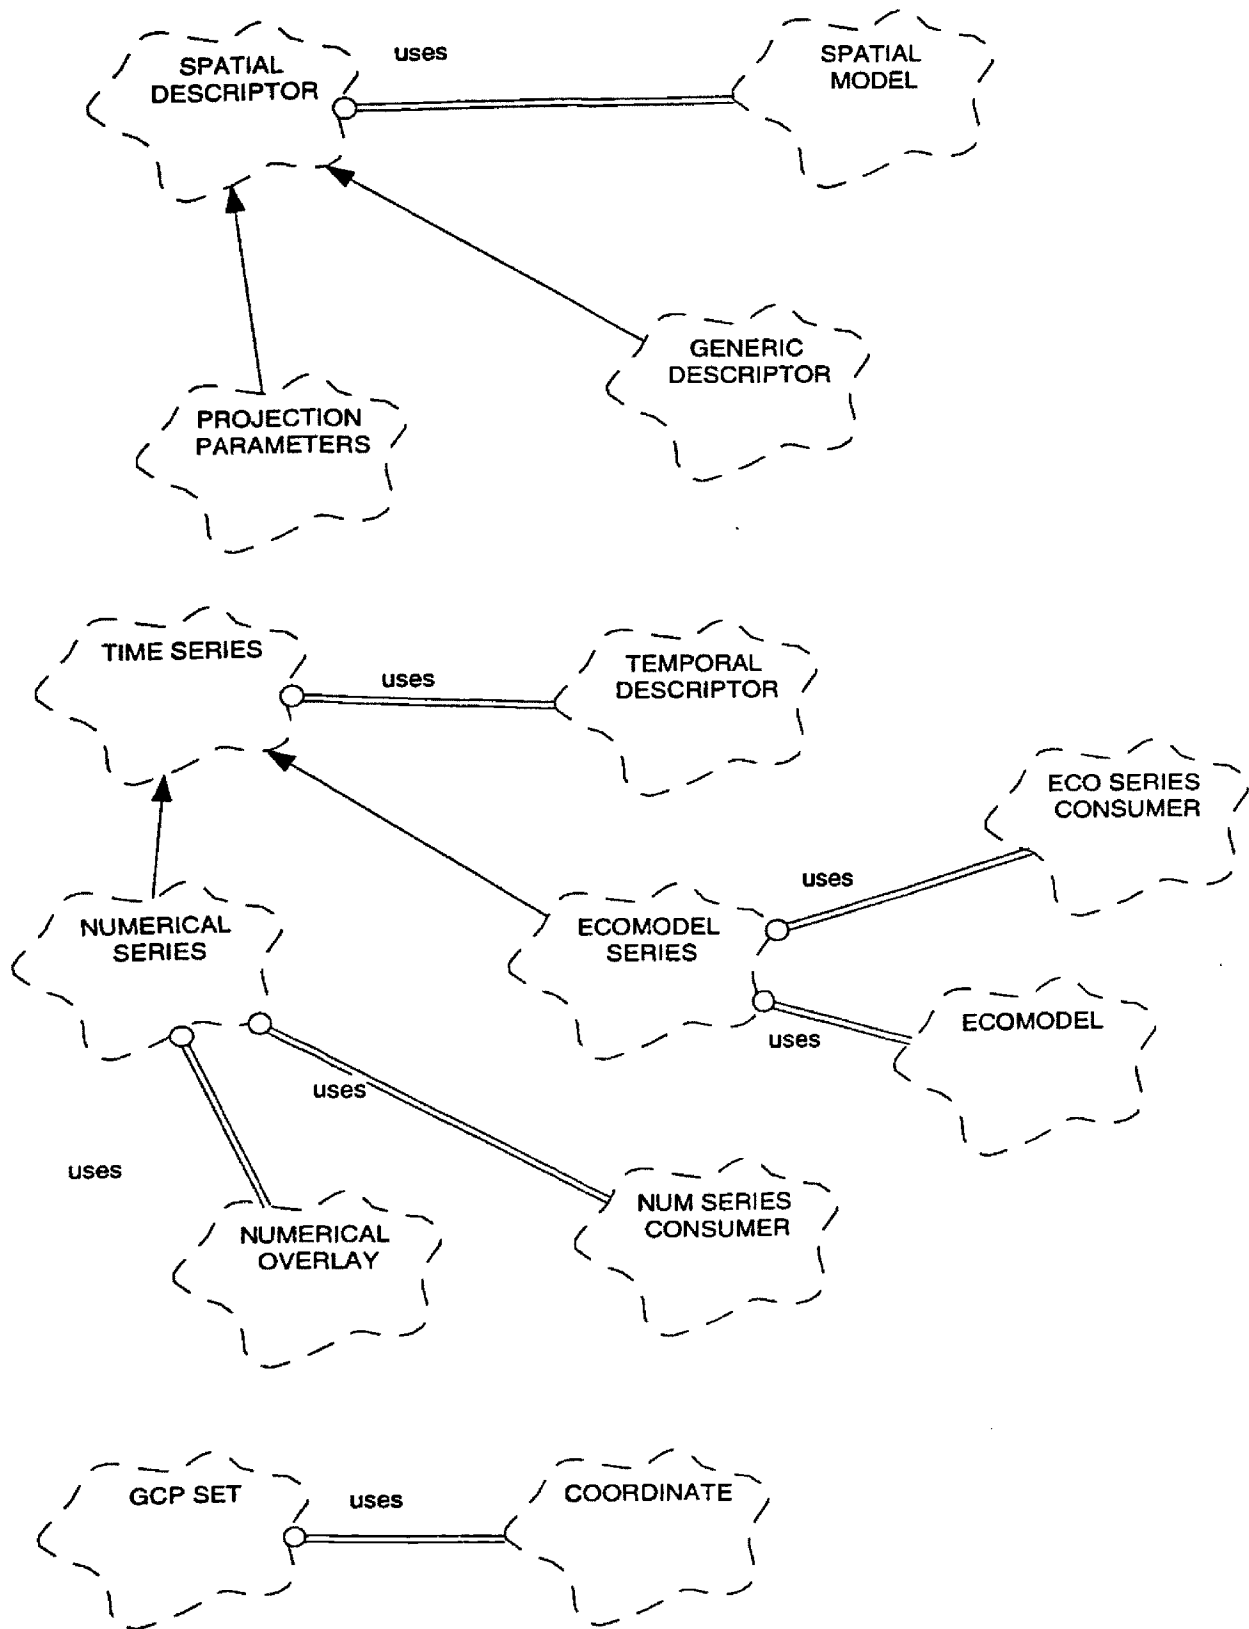 SPATIAL
DESCRIPTOR
uses
SPATIAL
MODEL
GENERIC
DESCRIPTOR
PROJECTION
PARAMETERS
TIME SERIES
uses
TEMPORAL
DESCRIPTOR
ECO SERIES
CONSUMER
uses
NUMERICAL
SERIES
ECOMODEL
SERIES
uses
ECOMODEL
uses
uses
NUMERICAL
OVERLAY
NUM SERIES
CONSUMER
GCP SET
uses
COORDINATE